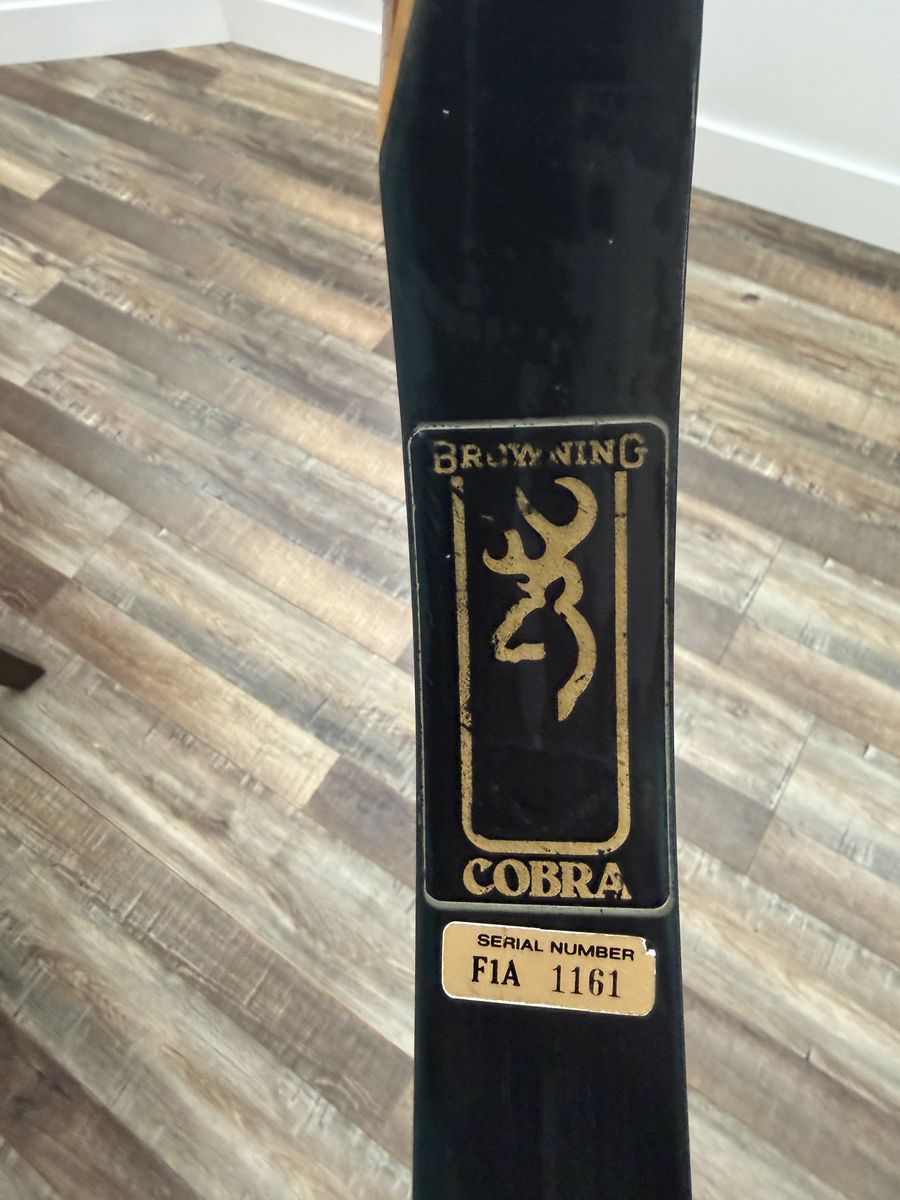 BROWNING
COBRA
SERIAL NUMBER
F1A 1161